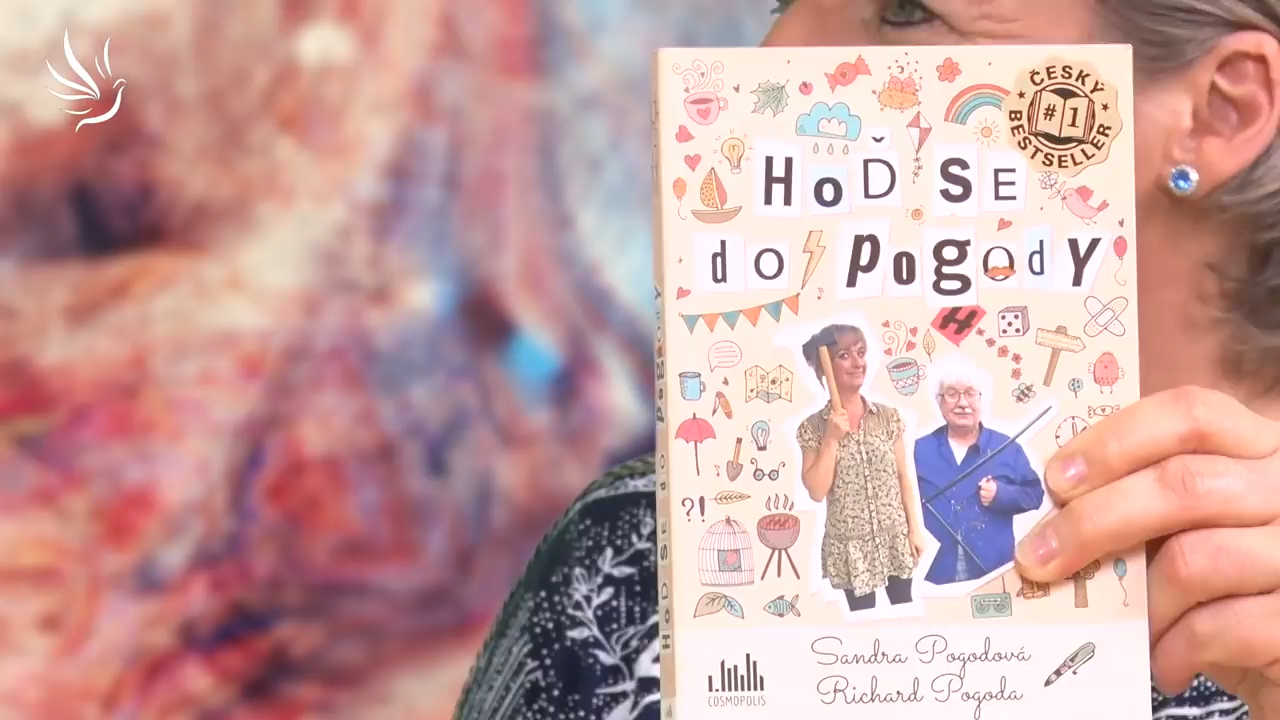 ČESKÝ
#1
BESTSELLER
HOĎ SE
do pogodY
H
?!
HOĎ SE do pogody
Sandra Pogodová
Richard Pogoda
COSMOPOLIS